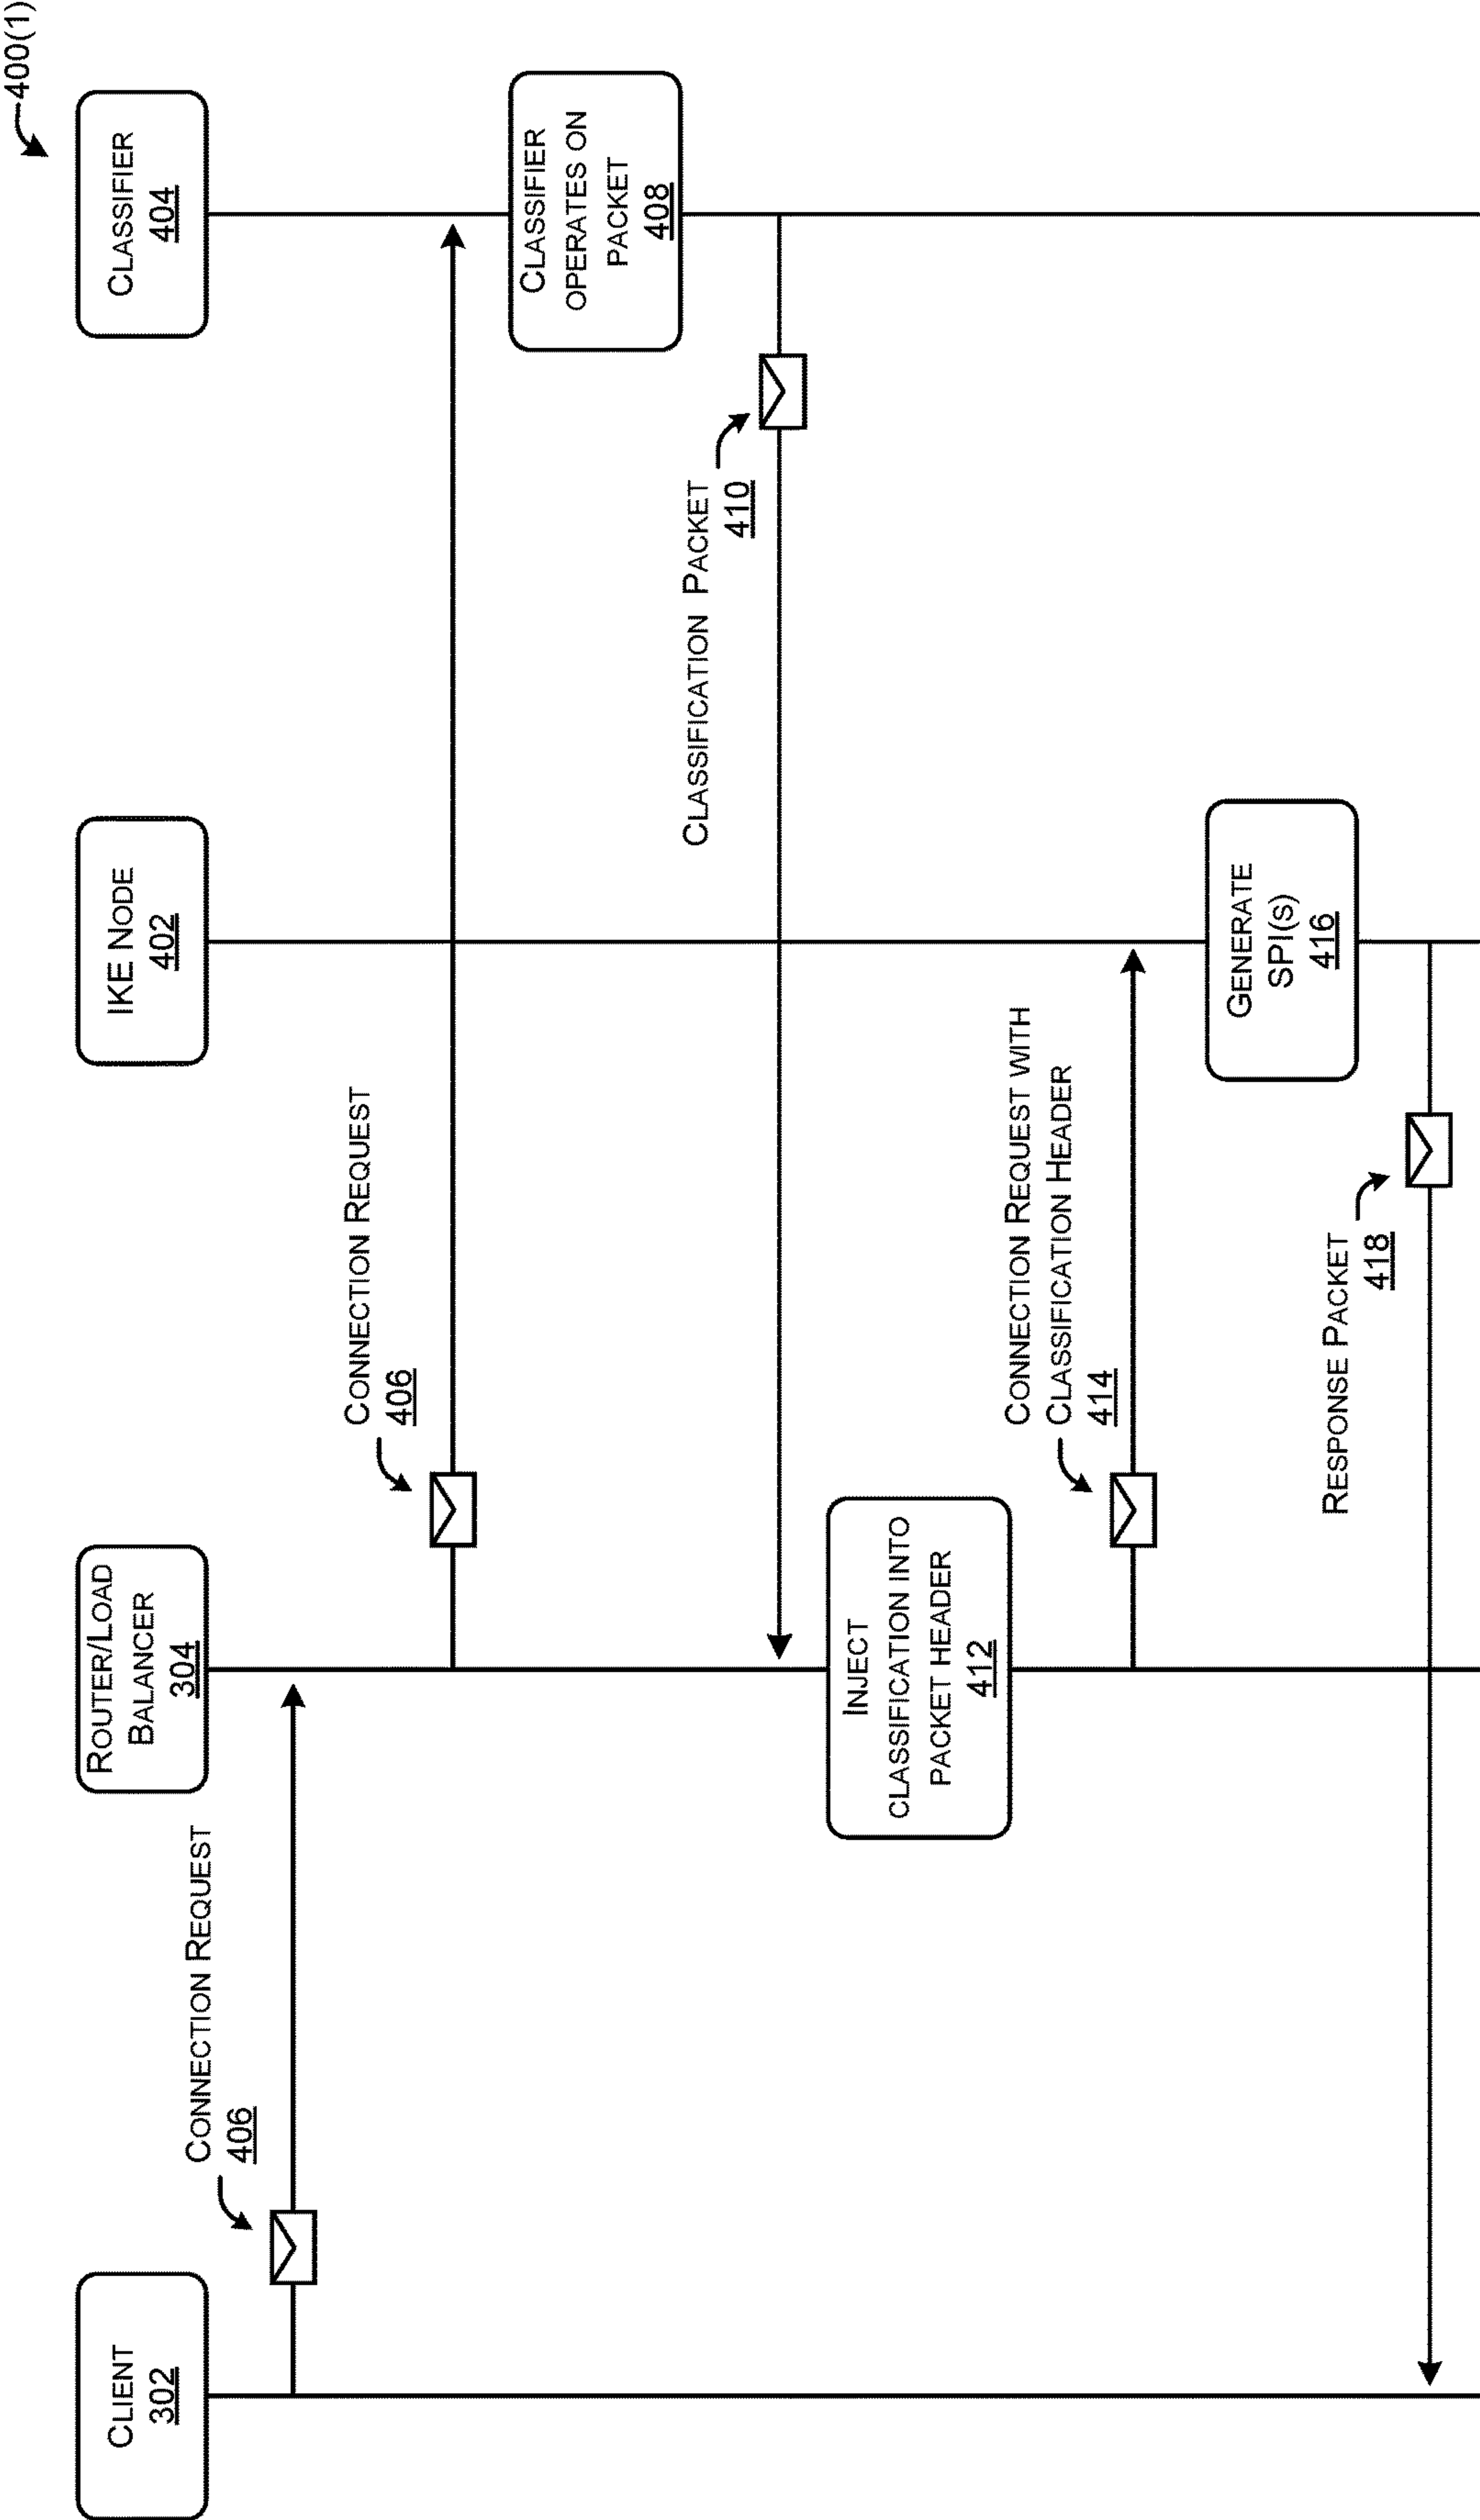 400(1)
CLIENT
302
ROUTER/LOAD
BALANCER
304
IKE NODE
402
CLASSIFIER
404
CONNECTION REQUEST
406
CONNECTION REQUEST
406
CLASSIFIER
OPERATES ON
PACKET
408
CLASSIFICATION PACKET
410
INJECT
CLASSIFICATION INTO
PACKET HEADER
412
CONNECTION REQUEST WITH
CLASSIFICATION HEADER
414
GENERATE
SPI(S)
416
RESPONSE PACKET
418